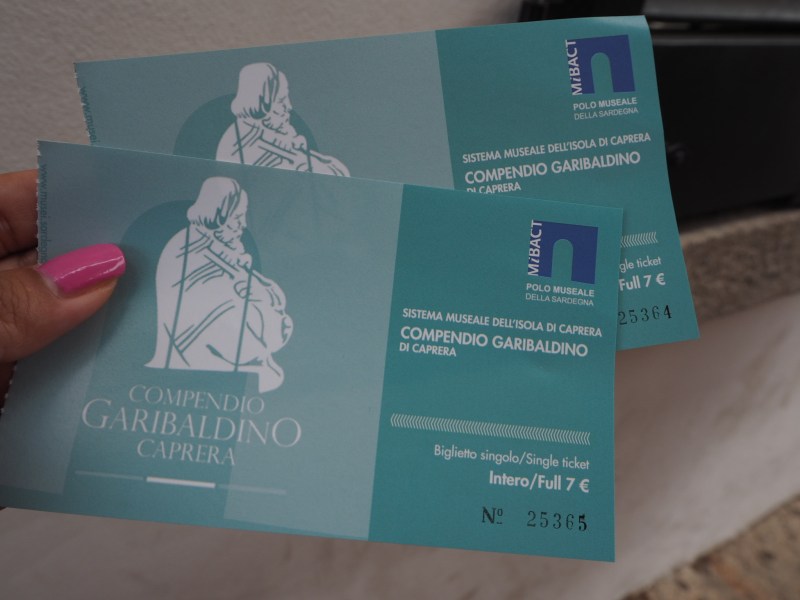 MiBACT
POLO MUSEALE
DELLA SARDEGNA
SISTEMA MUSEALE DELL'ISOLA DI CAPRERA
COMPENDIO GARIBALDINO
DI CAPRERA
gle ticket
Full 7 €
25364
MiBACT
POLO MUSEALE
DELLA SARDEGNA
SISTEMA MUSEALE DELL'ISOLA DI CAPRERA
COMPENDIO GARIBALDINO
DI CAPRERA
COMPENDIO
GARIBALDINO
CAPRERA
Biglietto singolo/Single ticket
Intero/Full 7 €
Nº 25365